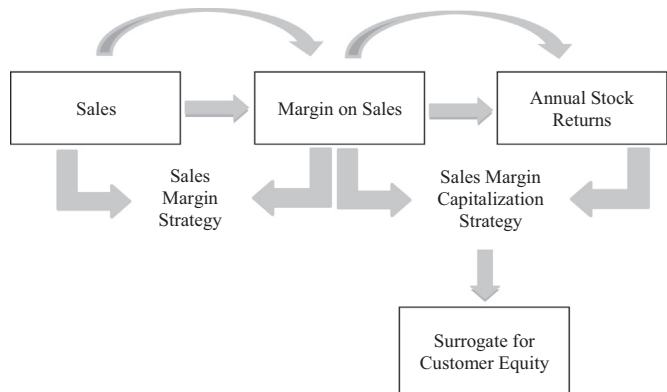 Sales
Margin on Sales
Annual Stock
Returns
Sales
Margin
Strategy
Sales Margin
Capitalization
Strategy
Surrogate for
Customer Equity